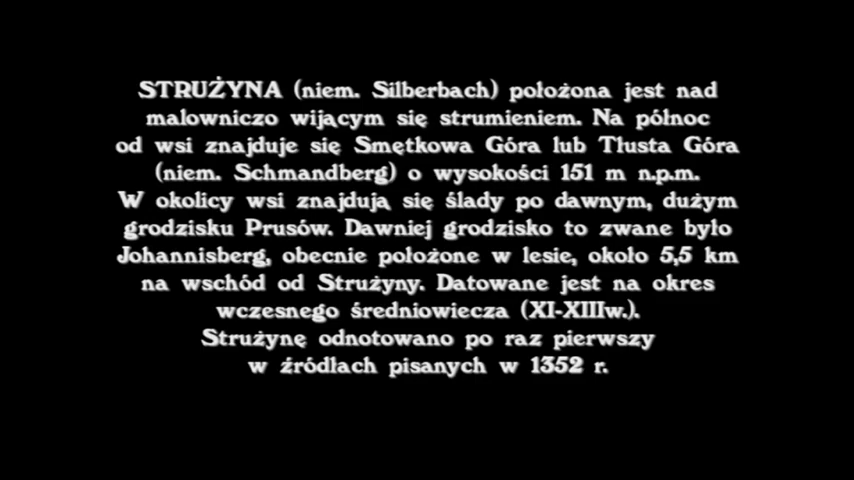 STRUŻYNA (niem. Silberbach) położona jest nad
malowniczo wijącym się strumieniem. Na północ
od wsi znajduje się Smętkowa Góra lub Tłusta Góra
(niem. Schmandberg) o wysokości 151 m n.p.m.
W okolicy wsi znajdują się ślady po dawnym, dużym
grodzisku Prusów. Dawniej grodzisko to zwane było
Johannisberg, obecnie położone w lesie, około 5,5 km
na wschód od Strużyny. Datowane jest na okres
wczesnego średniowiecza (XI-XIIIw.).
Strużynę odnotowano po raz pierwszy
w źródłach pisanych w 1352 r.